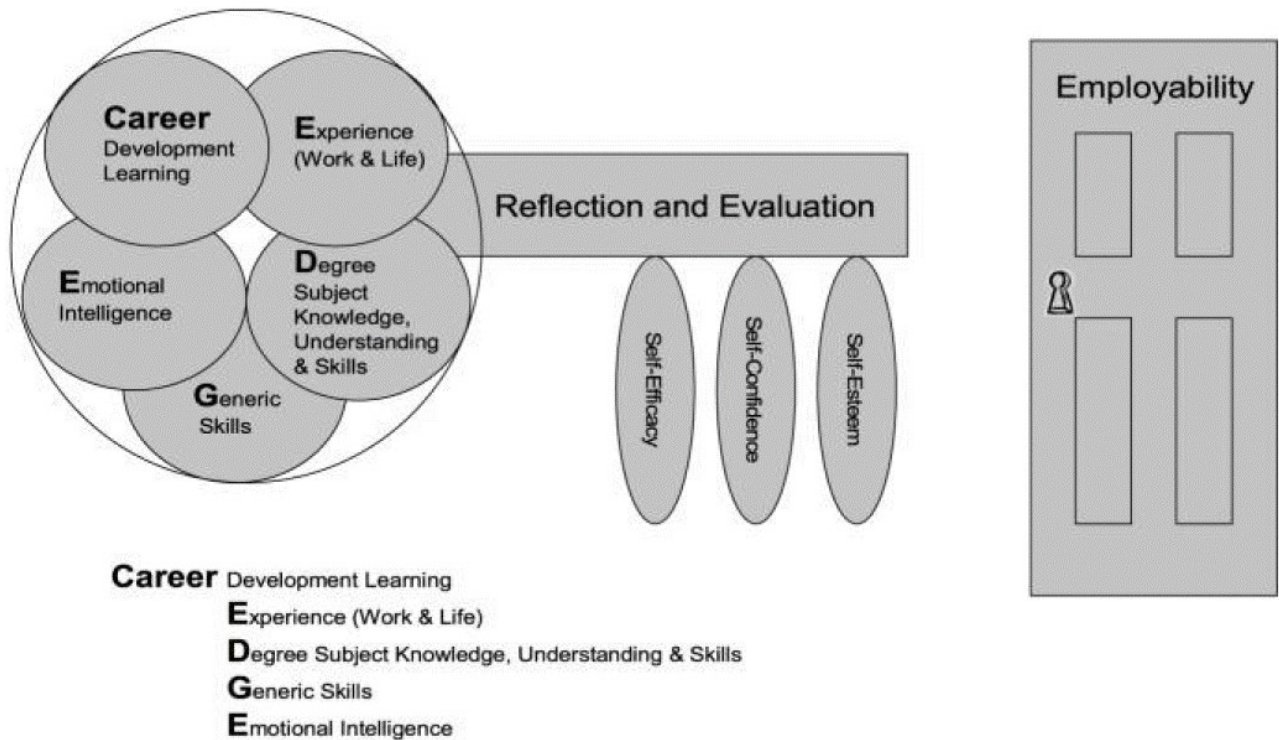 Career
Development
Learning
Experience
(Work & Life)
Emotional
Intelligence
Degree
Subject
Knowledge,
Understanding
& Skills
Generic
Skills
Reflection and Evaluation
Self-Efficacy
Self-Confidence
Self-Esteem
Employability
Career Development Learning
Experience (Work & Life)
Degree Subject Knowledge, Understanding & Skills
Generic Skills
Emotional Intelligence